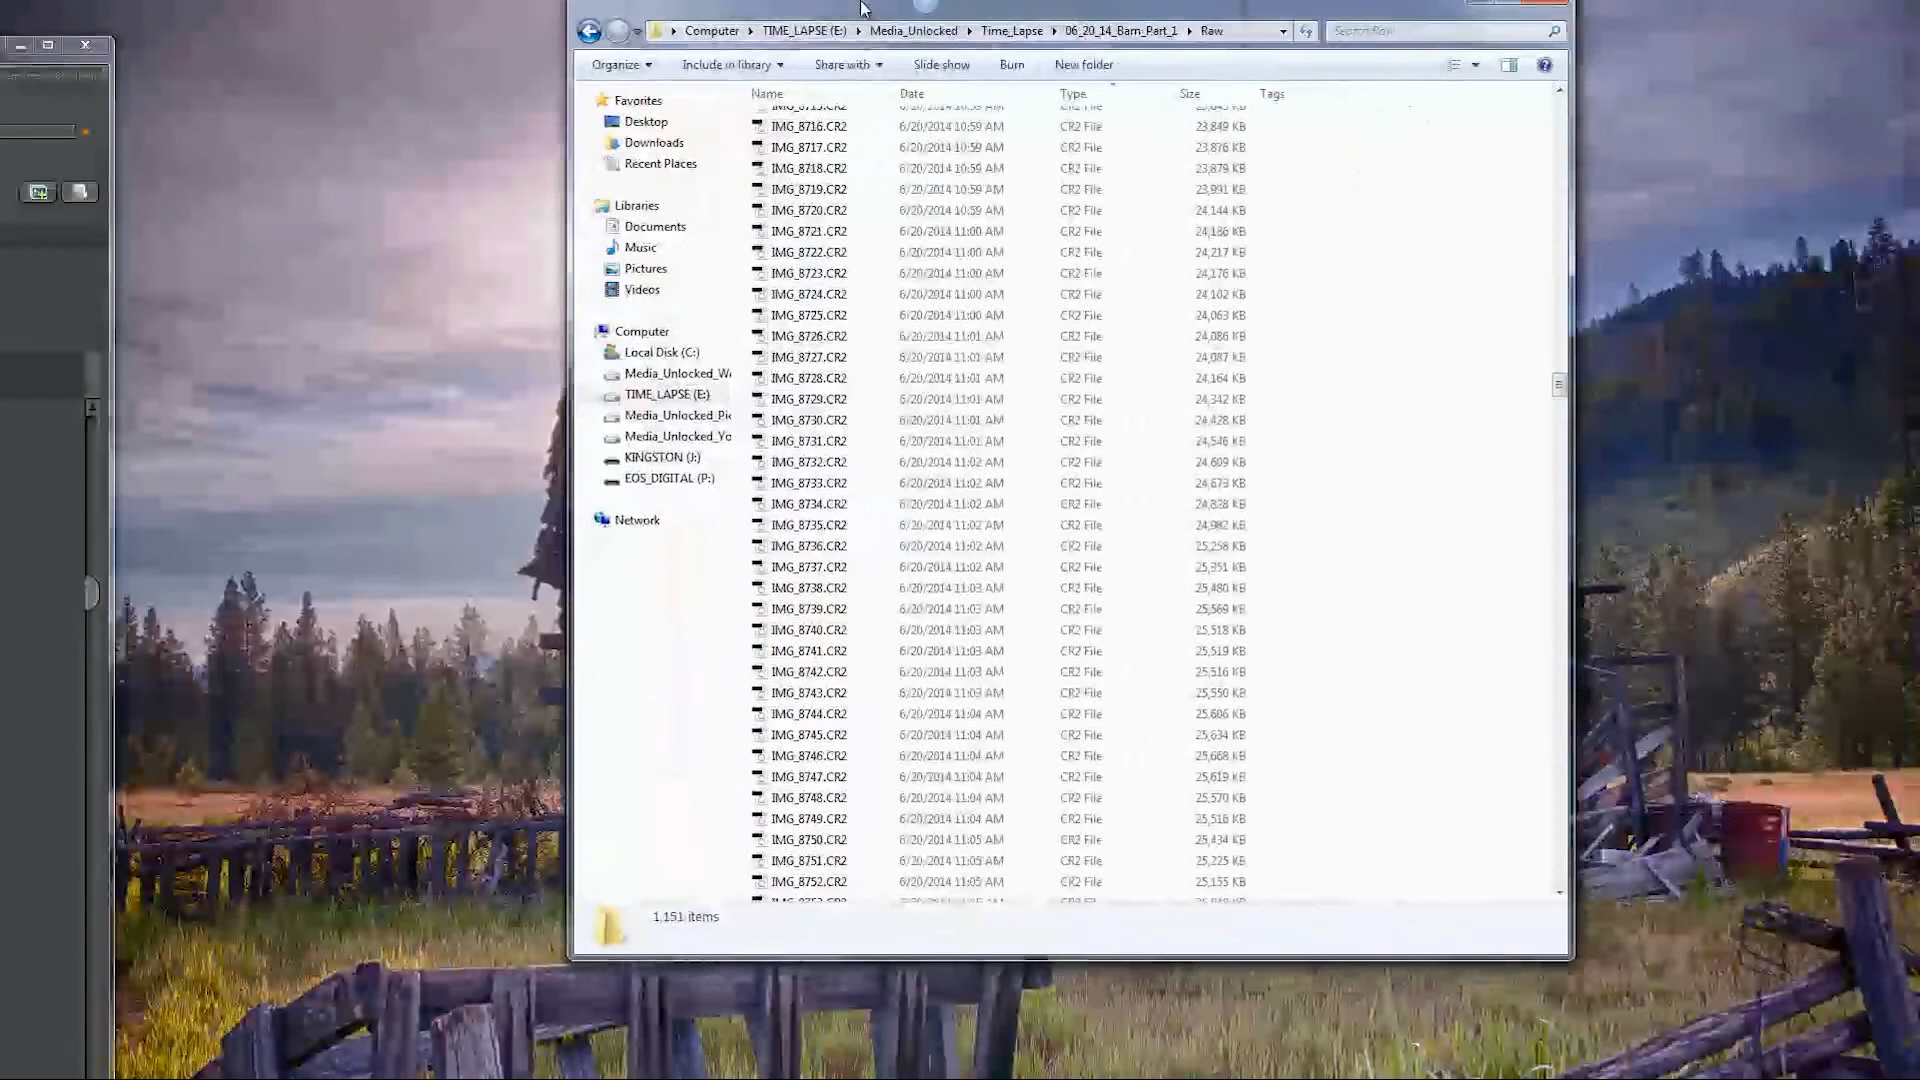 Computer TIME_LAPSE (E:) Media_Unlocked Time_Lapse 06_20_14_Barn_Part_1 Raw Search Raw
Organize Include in library Share with Slide show Burn New folder
Name Date Type Size Tags
Favorites
Desktop
Downloads
Recent Places
Libraries
Documents
Music
Pictures
Videos
Computer
Local Disk (C:)
Media_Unlocked_W
TIME_LAPSE (E:)
Media_Unlocked_Pi
Media_Unlocked_Yo
KINGSTON (J:)
EOS_DIGITAL (P:)
Network
IMG_8716.CR2 6/20/2014 10:59 AM CR2 File 23,849 KB
IMG_8717.CR2 6/20/2014 10:59 AM CR2 File 23,876 KB
IMG_8718.CR2 6/20/2014 10:59 AM CR2 File 23,879 KB
IMG_8719.CR2 6/20/2014 10:59 AM CR2 File 23,991 KB
IMG_8720.CR2 6/20/2014 10:59 AM CR2 File 24,144 KB
IMG_8721.CR2 6/20/2014 11:00 AM CR2 File 24,186 KB
IMG_8722.CR2 6/20/2014 11:00 AM CR2 File 24,217 KB
IMG_8723.CR2 6/20/2014 11:00 AM CR2 File 24,176 KB
IMG_8724.CR2 6/20/2014 11:00 AM CR2 File 24,102 KB
IMG_8725.CR2 6/20/2014 11:00 AM CR2 File 24,063 KB
IMG_8726.CR2 6/20/2014 11:01 AM CR2 File 24,086 KB
IMG_8727.CR2 6/20/2014 11:01 AM CR2 File 24,087 KB
IMG_8728.CR2 6/20/2014 11:01 AM CR2 File 24,164 KB
IMG_8729.CR2 6/20/2014 11:01 AM CR2 File 24,342 KB
IMG_8730.CR2 6/20/2014 11:01 AM CR2 File 24,428 KB
IMG_8731.CR2 6/20/2014 11:01 AM CR2 File 24,546 KB
IMG_8732.CR2 6/20/2014 11:02 AM CR2 File 24,609 KB
IMG_8733.CR2 6/20/2014 11:02 AM CR2 File 24,673 KB
IMG_8734.CR2 6/20/2014 11:02 AM CR2 File 24,828 KB
IMG_8735.CR2 6/20/2014 11:02 AM CR2 File 24,982 KB
IMG_8736.CR2 6/20/2014 11:02 AM CR2 File 25,258 KB
IMG_8737.CR2 6/20/2014 11:02 AM CR2 File 25,351 KB
IMG_8738.CR2 6/20/2014 11:03 AM CR2 File 25,480 KB
IMG_8739.CR2 6/20/2014 11:03 AM CR2 File 25,569 KB
IMG_8740.CR2 6/20/2014 11:03 AM CR2 File 25,518 KB
IMG_8741.CR2 6/20/2014 11:03 AM CR2 File 25,519 KB
IMG_8742.CR2 6/20/2014 11:03 AM CR2 File 25,516 KB
IMG_8743.CR2 6/20/2014 11:03 AM CR2 File 25,550 KB
IMG_8744.CR2 6/20/2014 11:04 AM CR2 File 25,606 KB
IMG_8745.CR2 6/20/2014 11:04 AM CR2 File 25,634 KB
IMG_8746.CR2 6/20/2014 11:04 AM CR2 File 25,668 KB
IMG_8747.CR2 6/20/2014 11:04 AM CR2 File 25,619 KB
IMG_8748.CR2 6/20/2014 11:04 AM CR2 File 25,570 KB
IMG_8749.CR2 6/20/2014 11:04 AM CR2 File 25,516 KB
IMG_8750.CR2 6/20/2014 11:05 AM CR2 File 25,434 KB
IMG_8751.CR2 6/20/2014 11:05 AM CR2 File 25,225 KB
IMG_8752.CR2 6/20/2014 11:05 AM CR2 File 25,155 KB
1,151 items